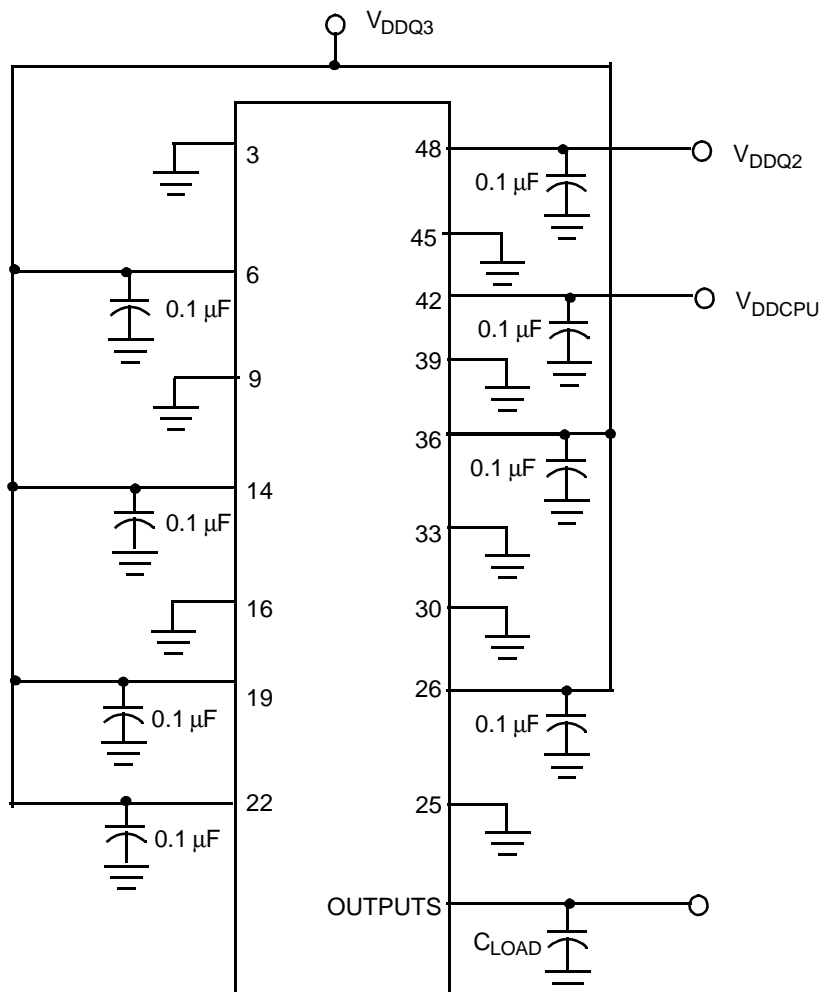 VDDQ3
3
48
VDDQ2
0.1 μF
45
6
42
VDDCPU
0.1 μF
0.1 μF
9
39
36
0.1 μF
14
0.1 μF
33
16
30
19
26
0.1 μF
0.1 μF
22
25
0.1 μF
OUTPUTS
CLOAD